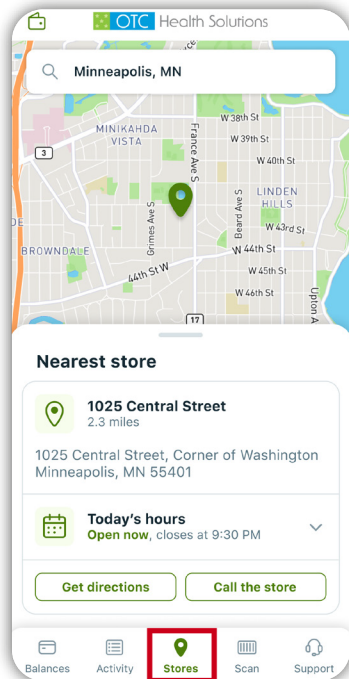 OTC Health Solutions
Minneapolis, MN
W 38th St
MINIKAHDA
VISTA
France Ave S
W 39th St
3
W 40th St
Grimes Ave S
Beard Ave S
LINDEN
HILLS
W 43rd St
BROWNDALE
W 44th St
44th St W
W 45th St
W 46th St
Upton A
17
Nearest store
1025 Central Street
2.3 miles
1025 Central Street, Corner of Washington
Minneapolis, MN 55401
Today's hours
Open now, closes at 9:30 PM
Get directions
Call the store
Balances
Activity
Stores
Scan
Support